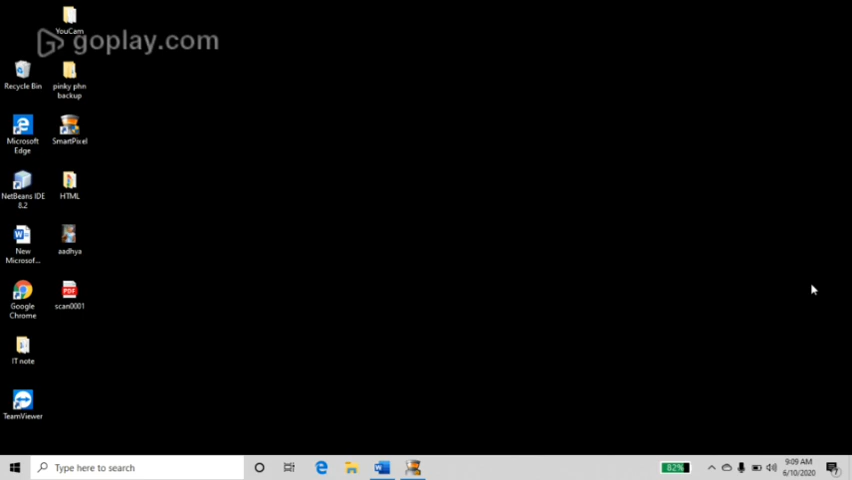 YouCam
goplay.com
Recycle Bin
pinky phn
backup
Microsoft
Edge
SmartPixel
NetBeans IDE
8.2
HTML
New
Microsof...
aadhya
Google
Chrome
scan0001
IT note
TeamViewer
Type here to search
82%
9:09 AM
6/10/2020